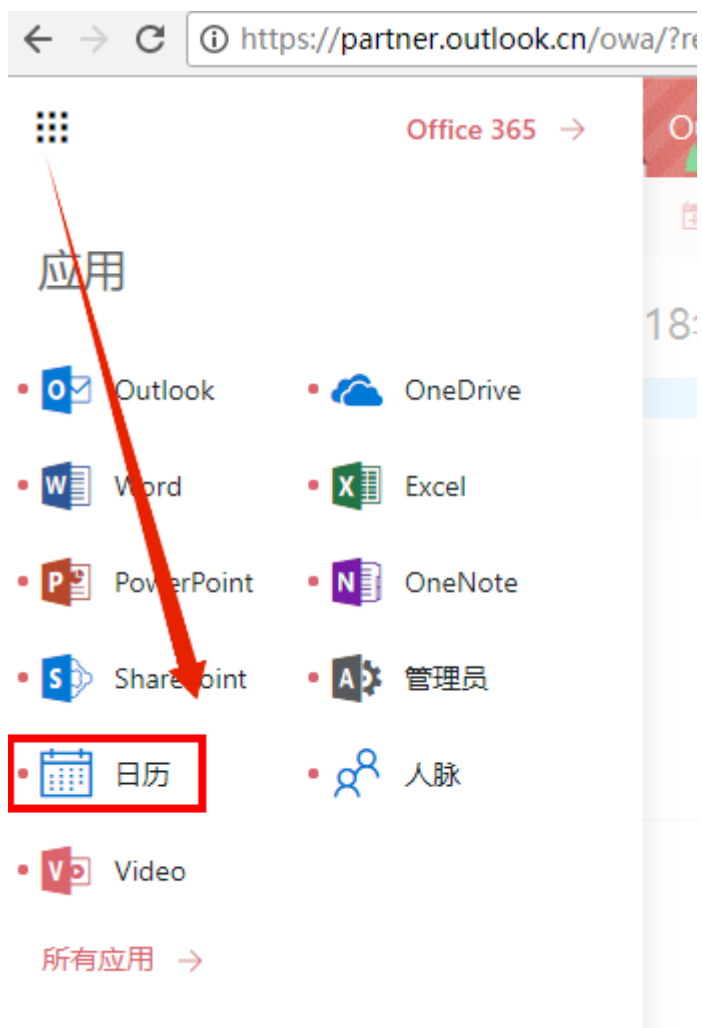 https://partner.outlook.cn/owa/?re
Office 365
应用
Outlook
OneDrive
Word
Excel
PowerPoint
OneNote
SharePoint
管理员
日历
人脉
Video
所有应用
18